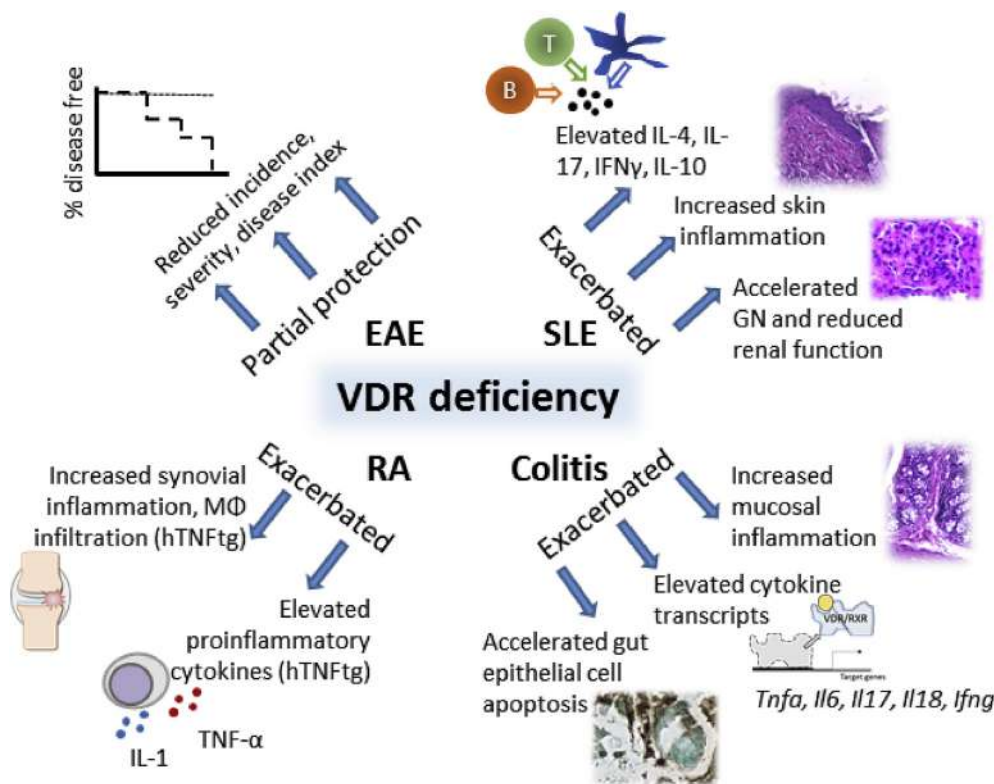 % disease free
Reduced incidence,
severity, disease index
Partial protection
EAE
T
B
Elevated IL-4, IL-
17, IFNγ, IL-10
Increased skin
inflammation
Accelerated
GN and reduced
renal function
Exacerbated
SLE
VDR deficiency
RA
Exacerbated
Increased synovial
inflammation, MΦ
infiltration (hTNFtg)
Elevated
proinflammatory
cytokines (hTNFtg)
IL-1
TNF-α
Colitis
Exacerbated
Increased
mucosal
inflammation
Elevated cytokine
transcripts
VDR/RXR
Target genes
Tnfa, Il6, Il17, Il18, Ifng
Accelerated gut
epithelial cell
apoptosis